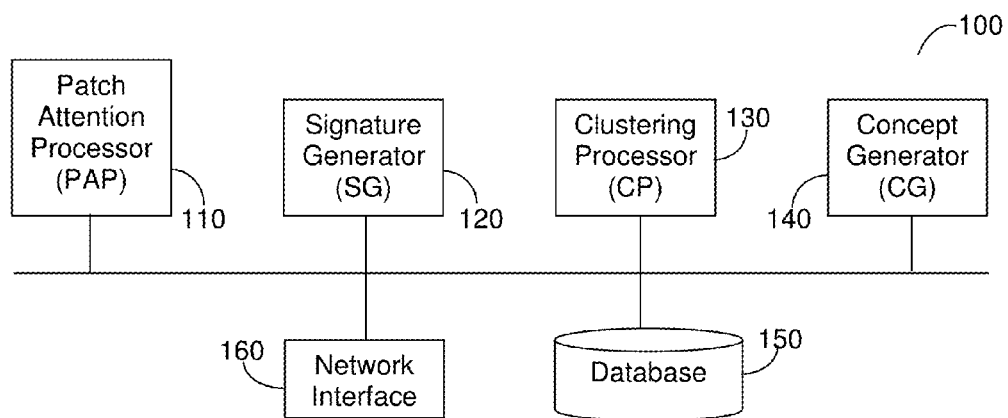 100
Patch
Attention
Processor
(PAP)
110
Signature
Generator
(SG)
120
Clustering
Processor
(CP)
130
Concept
Generator
(CG)
140
160
Network
Interface
Database
150